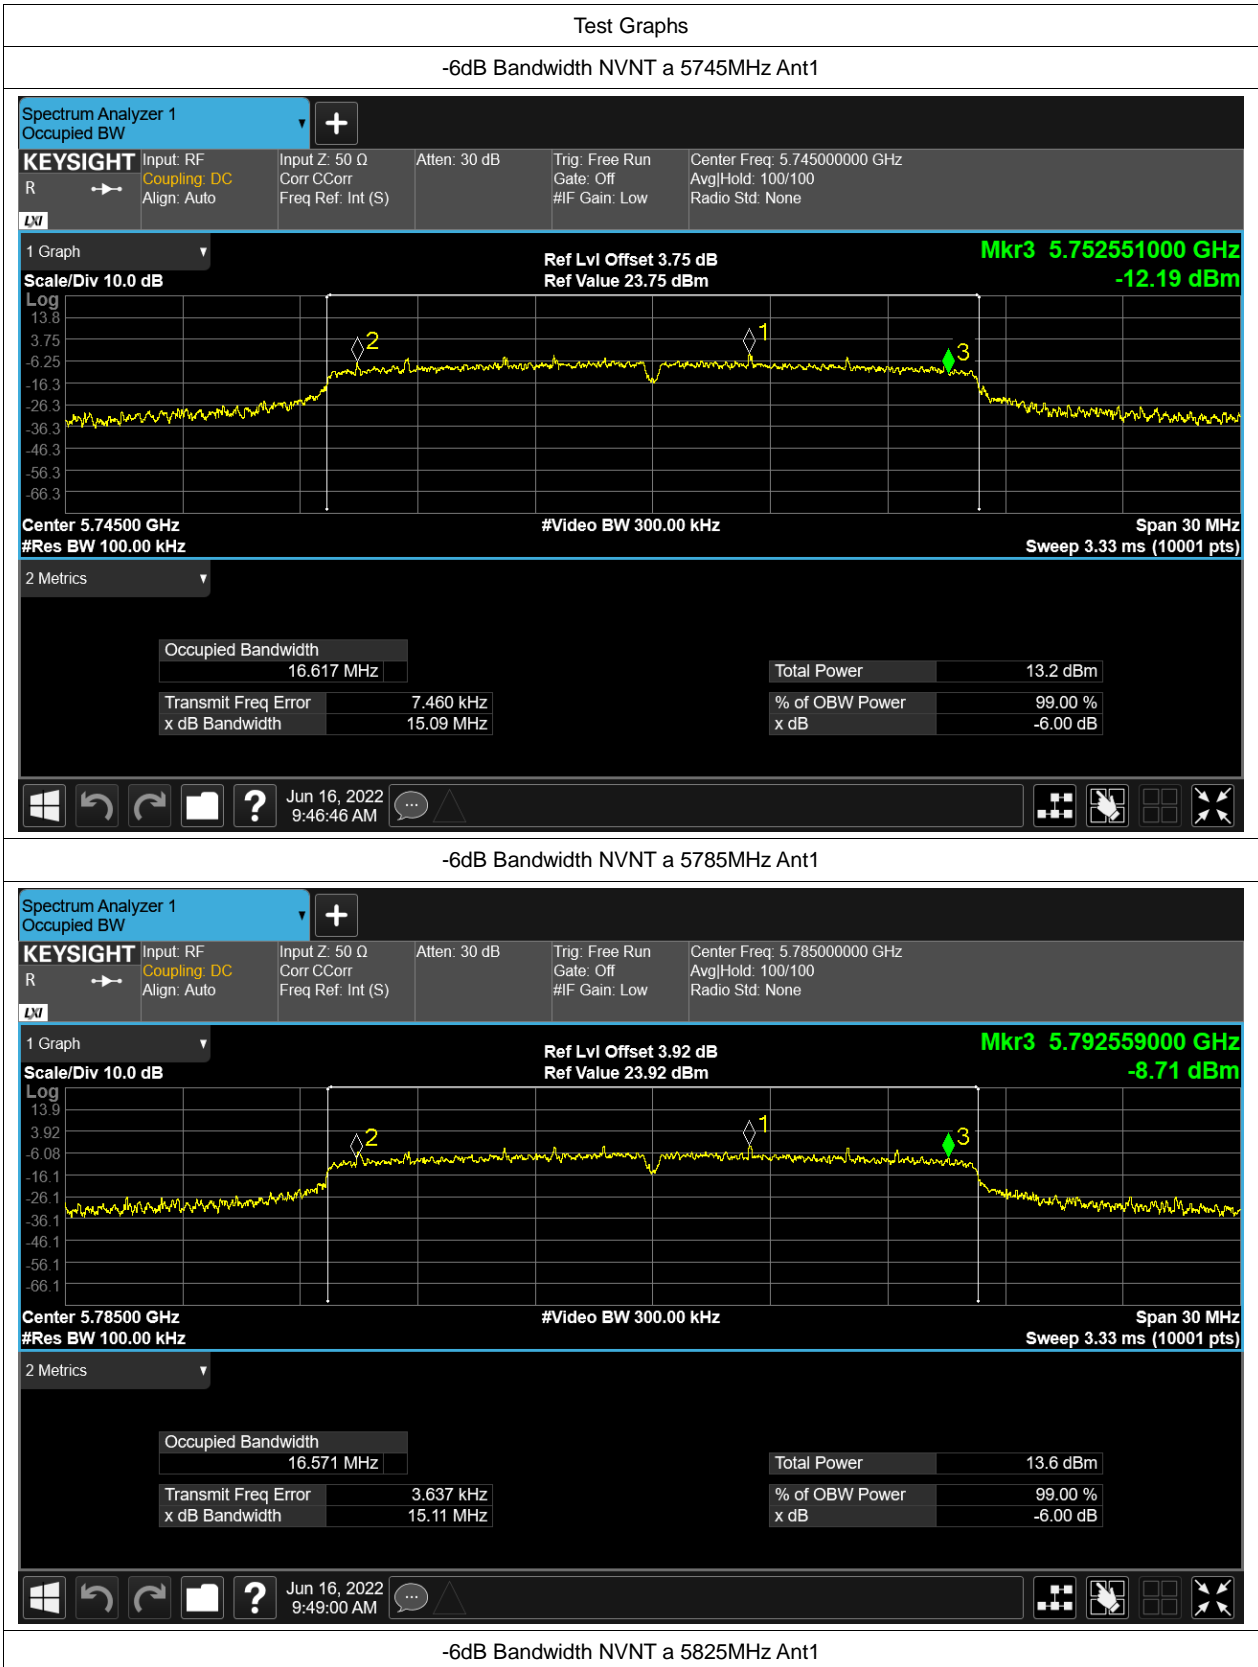 Test Graphs
-6dB Bandwidth NVNT a 5745MHz Ant1
Spectrum Analyzer 1
Occupied BW
KEYSIGHT
R
LXI
Input: RF
Coupling: DC
Align: Auto
Input Z: 50 Ω
Corr CCorr
Freq Ref: Int (S)
Atten: 30 dB
Trig: Free Run
Gate: Off
#IF Gain: Low
Center Freq: 5.745000000 GHz
Avg|Hold: 100/100
Radio Std: None
1 Graph
Scale/Div 10.0 dB
Ref Lvl Offset 3.75 dB
Ref Value 23.75 dBm
Mkr3 5.752551000 GHz
-12.19 dBm
Log
13.8
3.75
-6.25
-16.3
-26.3
-36.3
-46.3
-56.3
-66.3
2
1
3
Center 5.74500 GHz
#Res BW 100.00 kHz
#Video BW 300.00 kHz
Span 30 MHz
Sweep 3.33 ms (10001 pts)
2 Metrics
Occupied Bandwidth
16.617 MHz
Transmit Freq Error 7.460 kHz
x dB Bandwidth 15.09 MHz
Total Power 13.2 dBm
% of OBW Power 99.00 %
x dB -6.00 dB
Jun 16, 2022
9:46:46 AM
-6dB Bandwidth NVNT a 5785MHz Ant1
Spectrum Analyzer 1
Occupied BW
KEYSIGHT
R
LXI
Input: RF
Coupling: DC
Align: Auto
Input Z: 50 Ω
Corr CCorr
Freq Ref: Int (S)
Atten: 30 dB
Trig: Free Run
Gate: Off
#IF Gain: Low
Center Freq: 5.785000000 GHz
Avg|Hold: 100/100
Radio Std: None
1 Graph
Scale/Div 10.0 dB
Ref Lvl Offset 3.92 dB
Ref Value 23.92 dBm
Mkr3 5.792559000 GHz
-8.71 dBm
Log
13.9
3.92
-6.08
-16.1
-26.1
-36.1
-46.1
-56.1
-66.1
2
1
3
Center 5.78500 GHz
#Res BW 100.00 kHz
#Video BW 300.00 kHz
Span 30 MHz
Sweep 3.33 ms (10001 pts)
2 Metrics
Occupied Bandwidth
16.571 MHz
Transmit Freq Error 3.637 kHz
x dB Bandwidth 15.11 MHz
Total Power 13.6 dBm
% of OBW Power 99.00 %
x dB -6.00 dB
Jun 16, 2022
9:49:00 AM
-6dB Bandwidth NVNT a 5825MHz Ant1